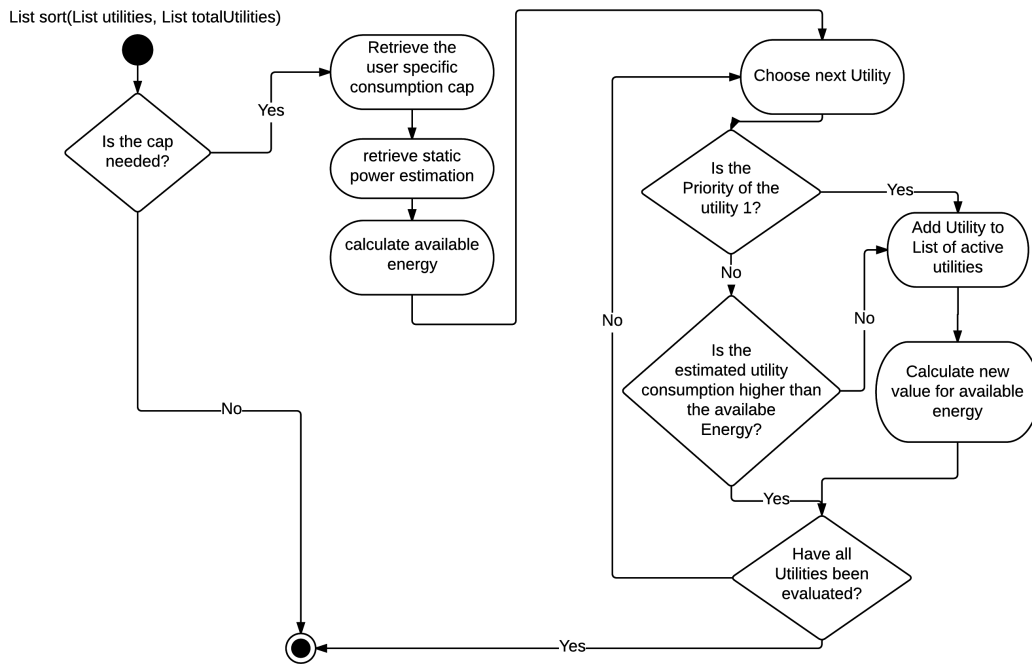 List sort(List utilities, List totalUtilities)
Is the cap
needed?
Yes
No
Retrieve the
user specific
consumption cap
retrieve static
power estimation
calculate available
energy
Choose next Utility
Is the
Priority of the
utility 1?
Yes
No
Add Utility to
List of active
utilities
Is the
estimated utility
consumption higher than
the availabe
Energy?
No
Yes
Calculate new
value for available
energy
Have all
Utilities been
evaluated?
No
Yes